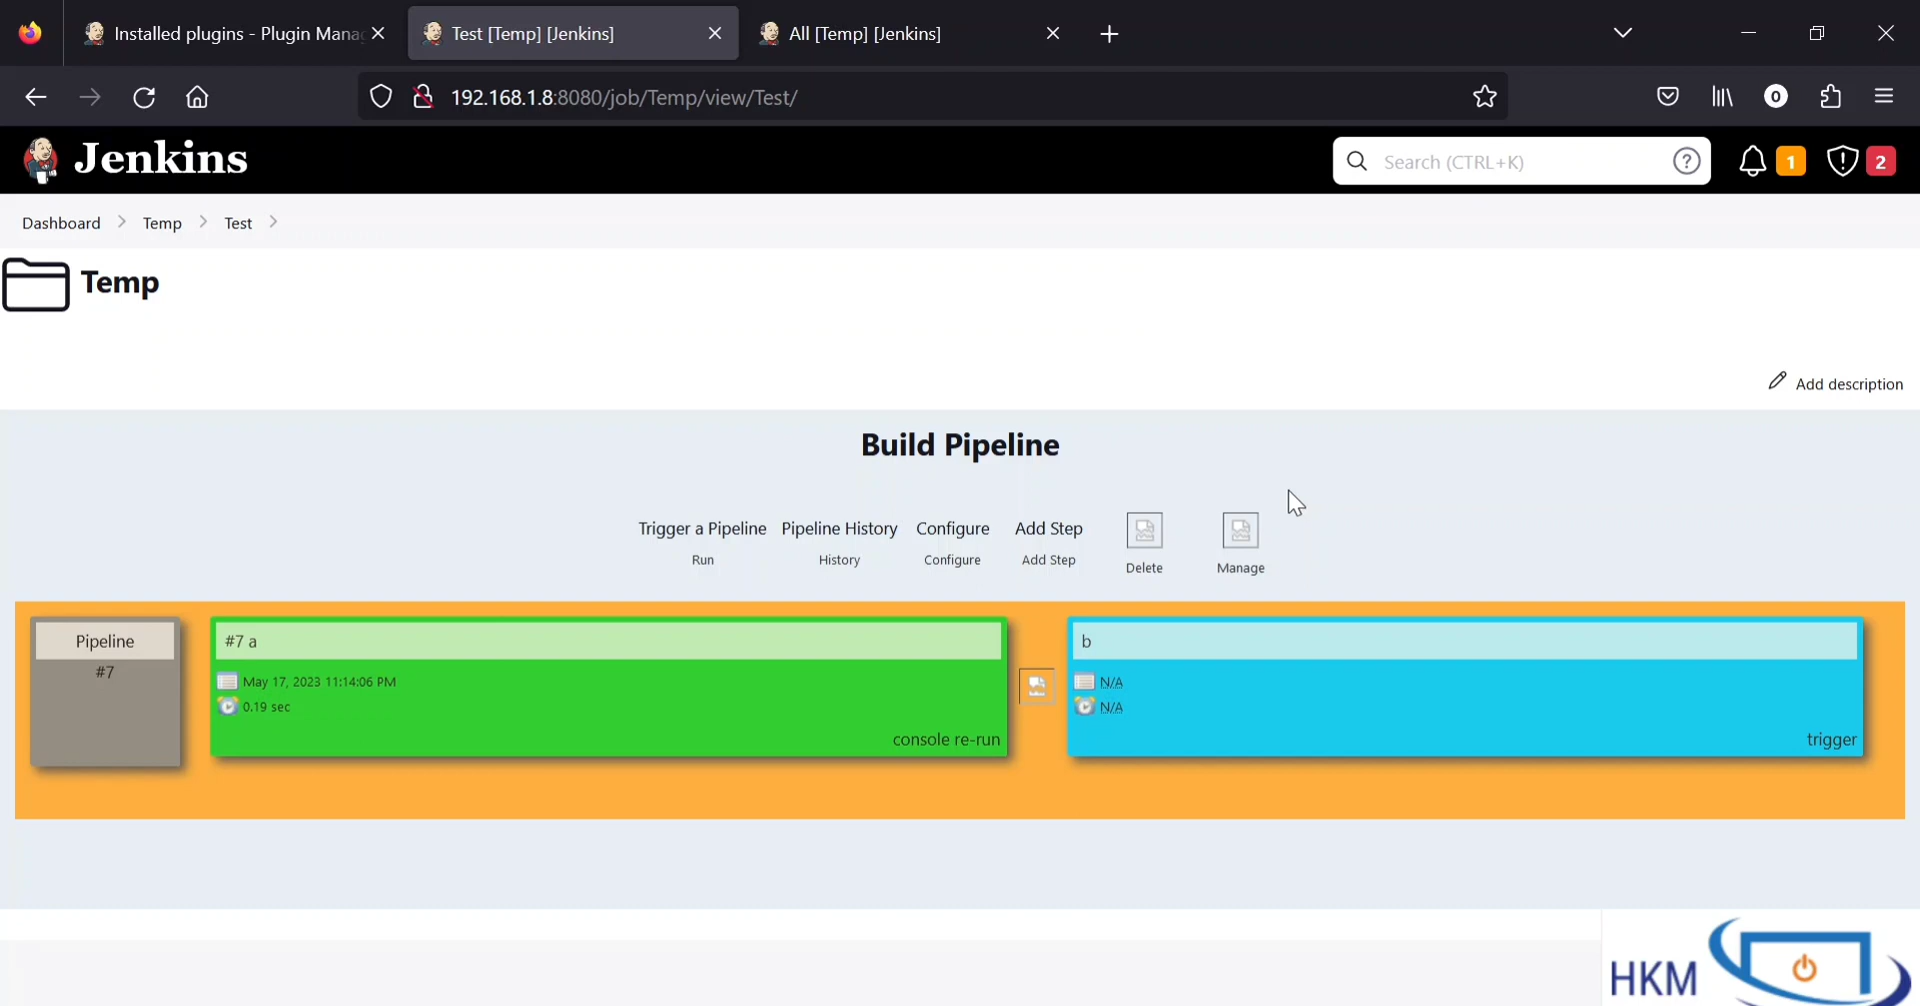 Installed plugins - Plugin Mana
Test [Temp] [Jenkins]
All [Temp] [Jenkins]
192.168.1.8:8080/job/Temp/view/Test/
Jenkins
Search (CTRL+K)
1
2
Dashboard
Temp
Test
Temp
Add description
Build Pipeline
Trigger a Pipeline
Pipeline History
Configure
Add Step
Run
History
Configure
Add Step
Delete
Manage
Pipeline
#7
#7 a
May 17, 2023 11:14:06 PM
0.19 sec
console re-run
b
N/A
N/A
trigger
HKM